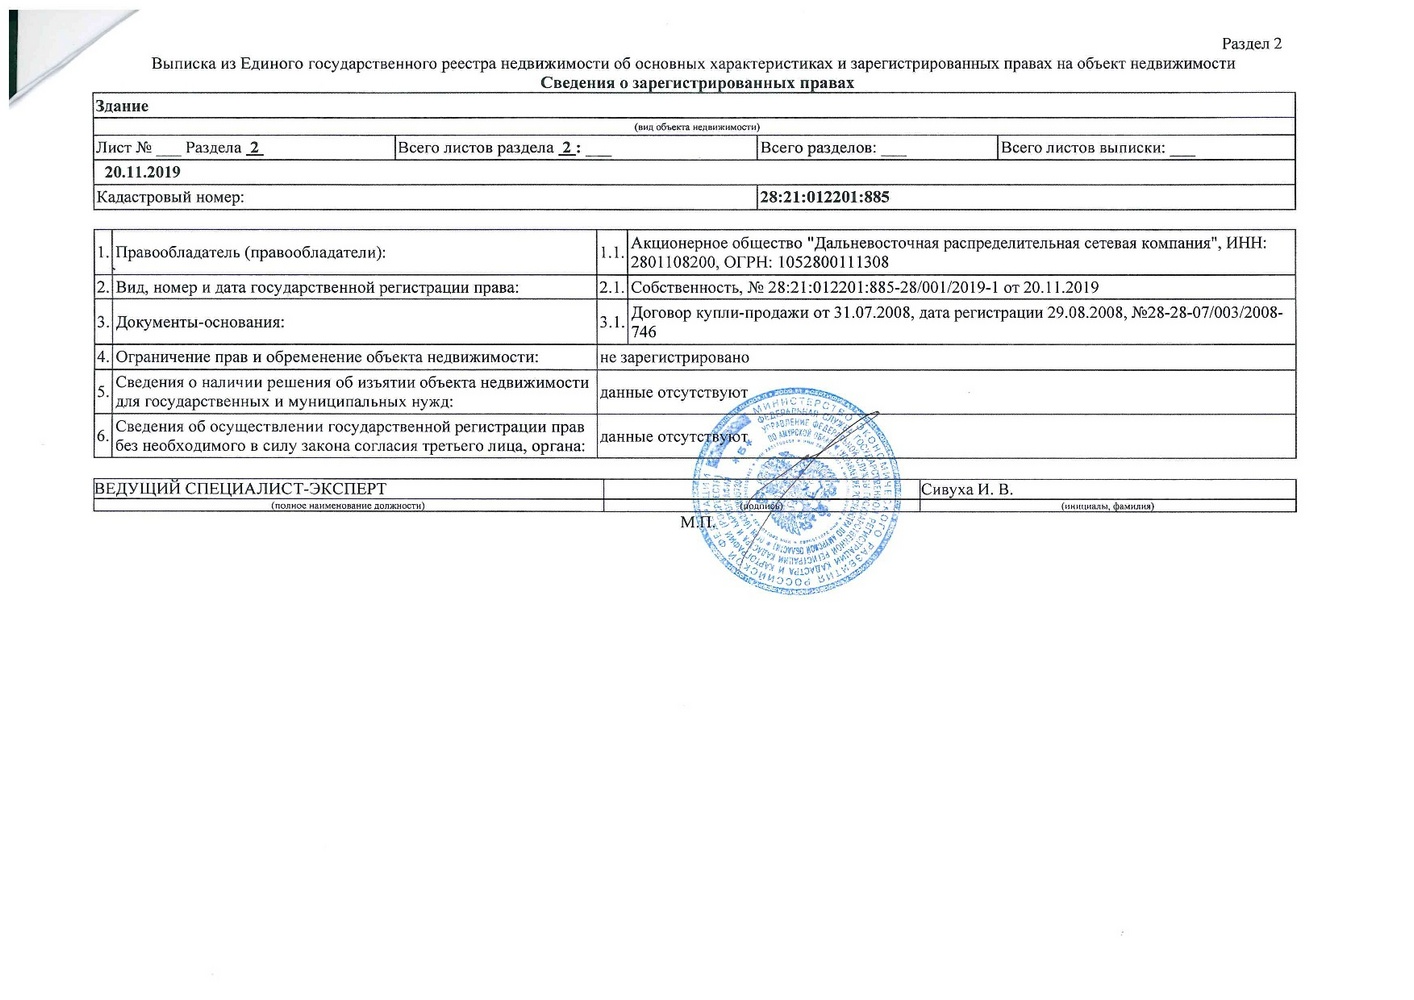 Раздел 2
Выписка из Единого государственного реестра недвижимости об основных характеристиках и зарегистрированных правах на объект недвижимости
Сведения о зарегистрированных правах
Здание
(вид объекта недвижимости)
Лист № ___ Раздела 2 Всего листов раздела 2 : ___ Всего разделов: ___ Всего листов выписки: ___
20.11.2019
Кадастровый номер: 28:21:012201:885
1. Правообладатель (правообладатели): 1.1. Акционерное общество "Дальневосточная распределительная сетевая компания", ИНН:
2801108200, ОГРН: 1052800111308
2. Вид, номер и дата государственной регистрации права: 2.1. Собственность, № 28:21:012201:885-28/001/2019-1 от 20.11.2019
3. Документы-основания: 3.1. Договор купли-продажи от 31.07.2008, дата регистрации 29.08.2008, №28-28-07/003/2008-
746
4. Ограничение прав и обременение объекта недвижимости: не зарегистрировано
5. Сведения о наличии решения об изъятии объекта недвижимости
для государственных и муниципальных нужд: данные отсутствуют
6. Сведения об осуществлении государственной регистрации прав
без необходимого в силу закона согласия третьего лица, органа: данные отсутствуют
ВЕДУЩИЙ СПЕЦИАЛИСТ-ЭКСПЕРТ Сивуха И. В.
(полное наименование должности) (подпись) (инициалы, фамилия)
М.П.
МИНИСТЕРСТВО ЭКОНОМИЧЕСКОГО РАЗВИТИЯ РОССИЙСКОЙ ФЕДЕРАЦИИ